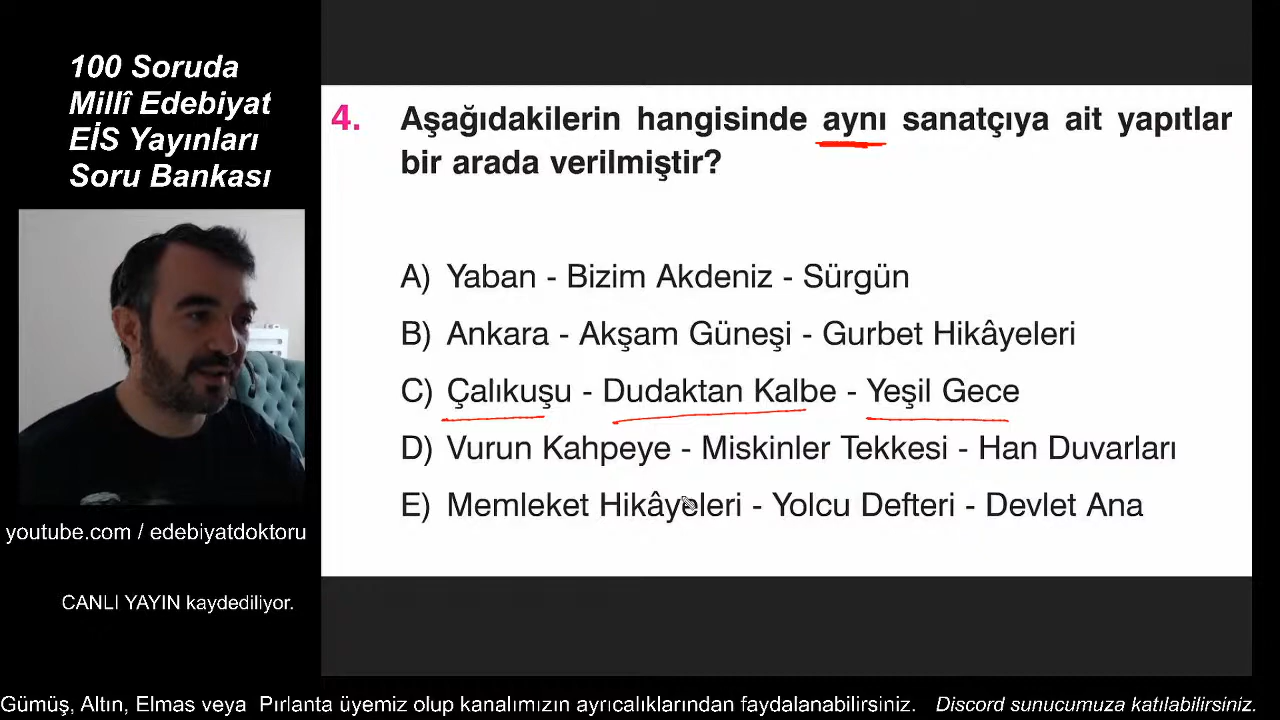 100 Soruda
Millî Edebiyat
EİS Yayınları
Soru Bankası
youtube.com / edebiyatdoktoru
CANLI YAYIN kaydediliyor.
4. Aşağıdakilerin hangisinde aynı sanatçıya ait yapıtlar
bir arada verilmiştir?
A) Yaban - Bizim Akdeniz - Sürgün
B) Ankara - Akşam Güneşi - Gurbet Hikâyeleri
C) Çalıkuşu - Dudaktan Kalbe - Yeşil Gece
D) Vurun Kahpeye - Miskinler Tekkesi - Han Duvarları
E) Memleket Hikâyeleri - Yolcu Defteri - Devlet Ana
Gümüş, Altın, Elmas veya Pırlanta üyemiz olup kanalımızın ayrıcalıklarından faydalanabilirsiniz. Discord sunucumuza katılabilirsiniz.